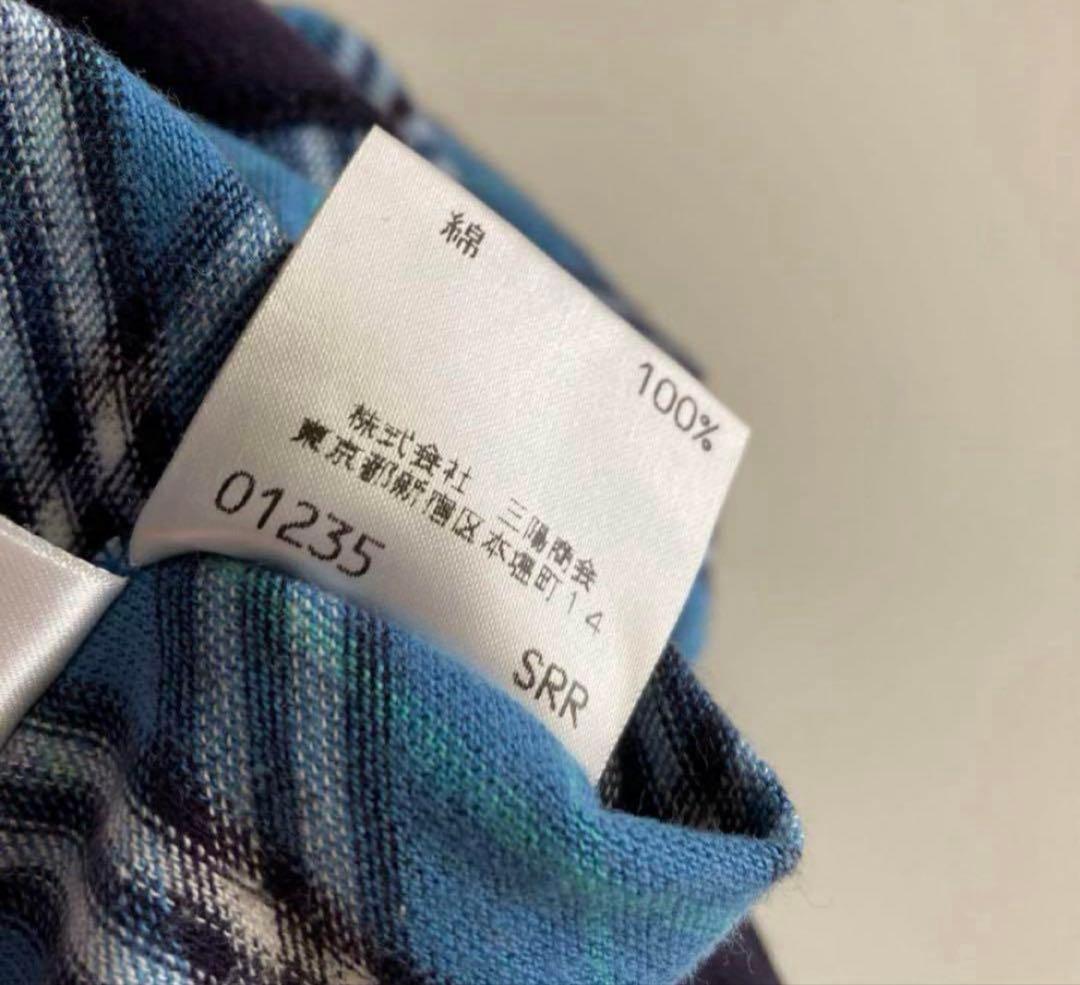 綿 100%
株式会社 三陽商会
東京都新宿区本塩町14
01235 SRR